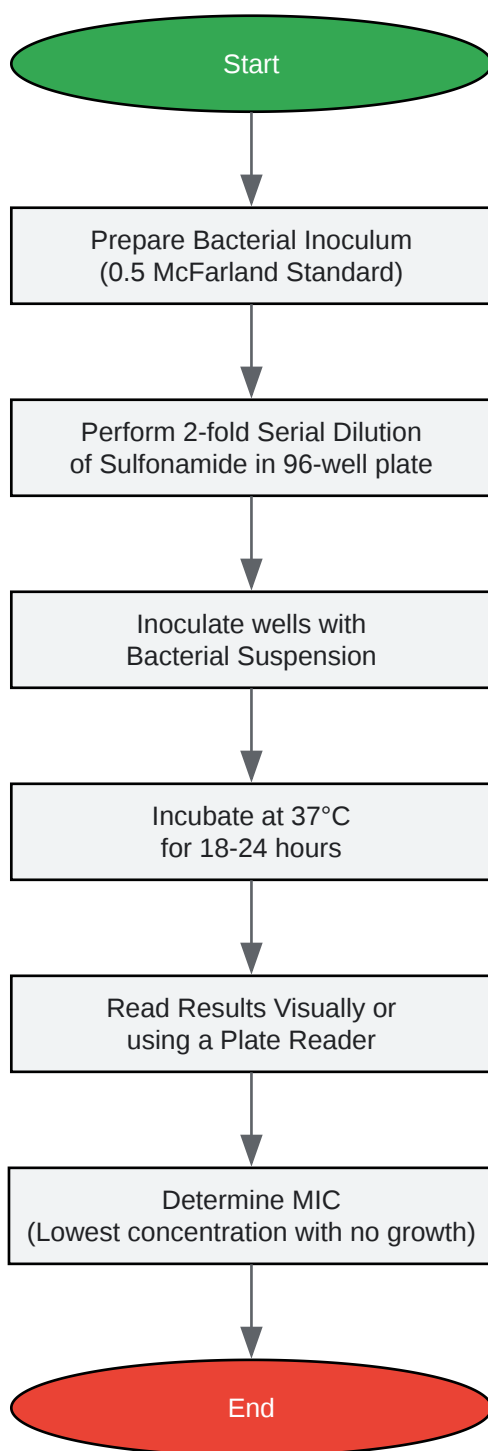 Start
Prepare Bacterial Inoculum
(0.5 McFarland Standard)
Perform 2-fold Serial Dilution
of Sulfonamide in 96-well plate
Inoculate wells with
Bacterial Suspension
Incubate at 37°C
for 18-24 hours
Read Results Visually or
using a Plate Reader
Determine MIC
(Lowest concentration with no growth)
End